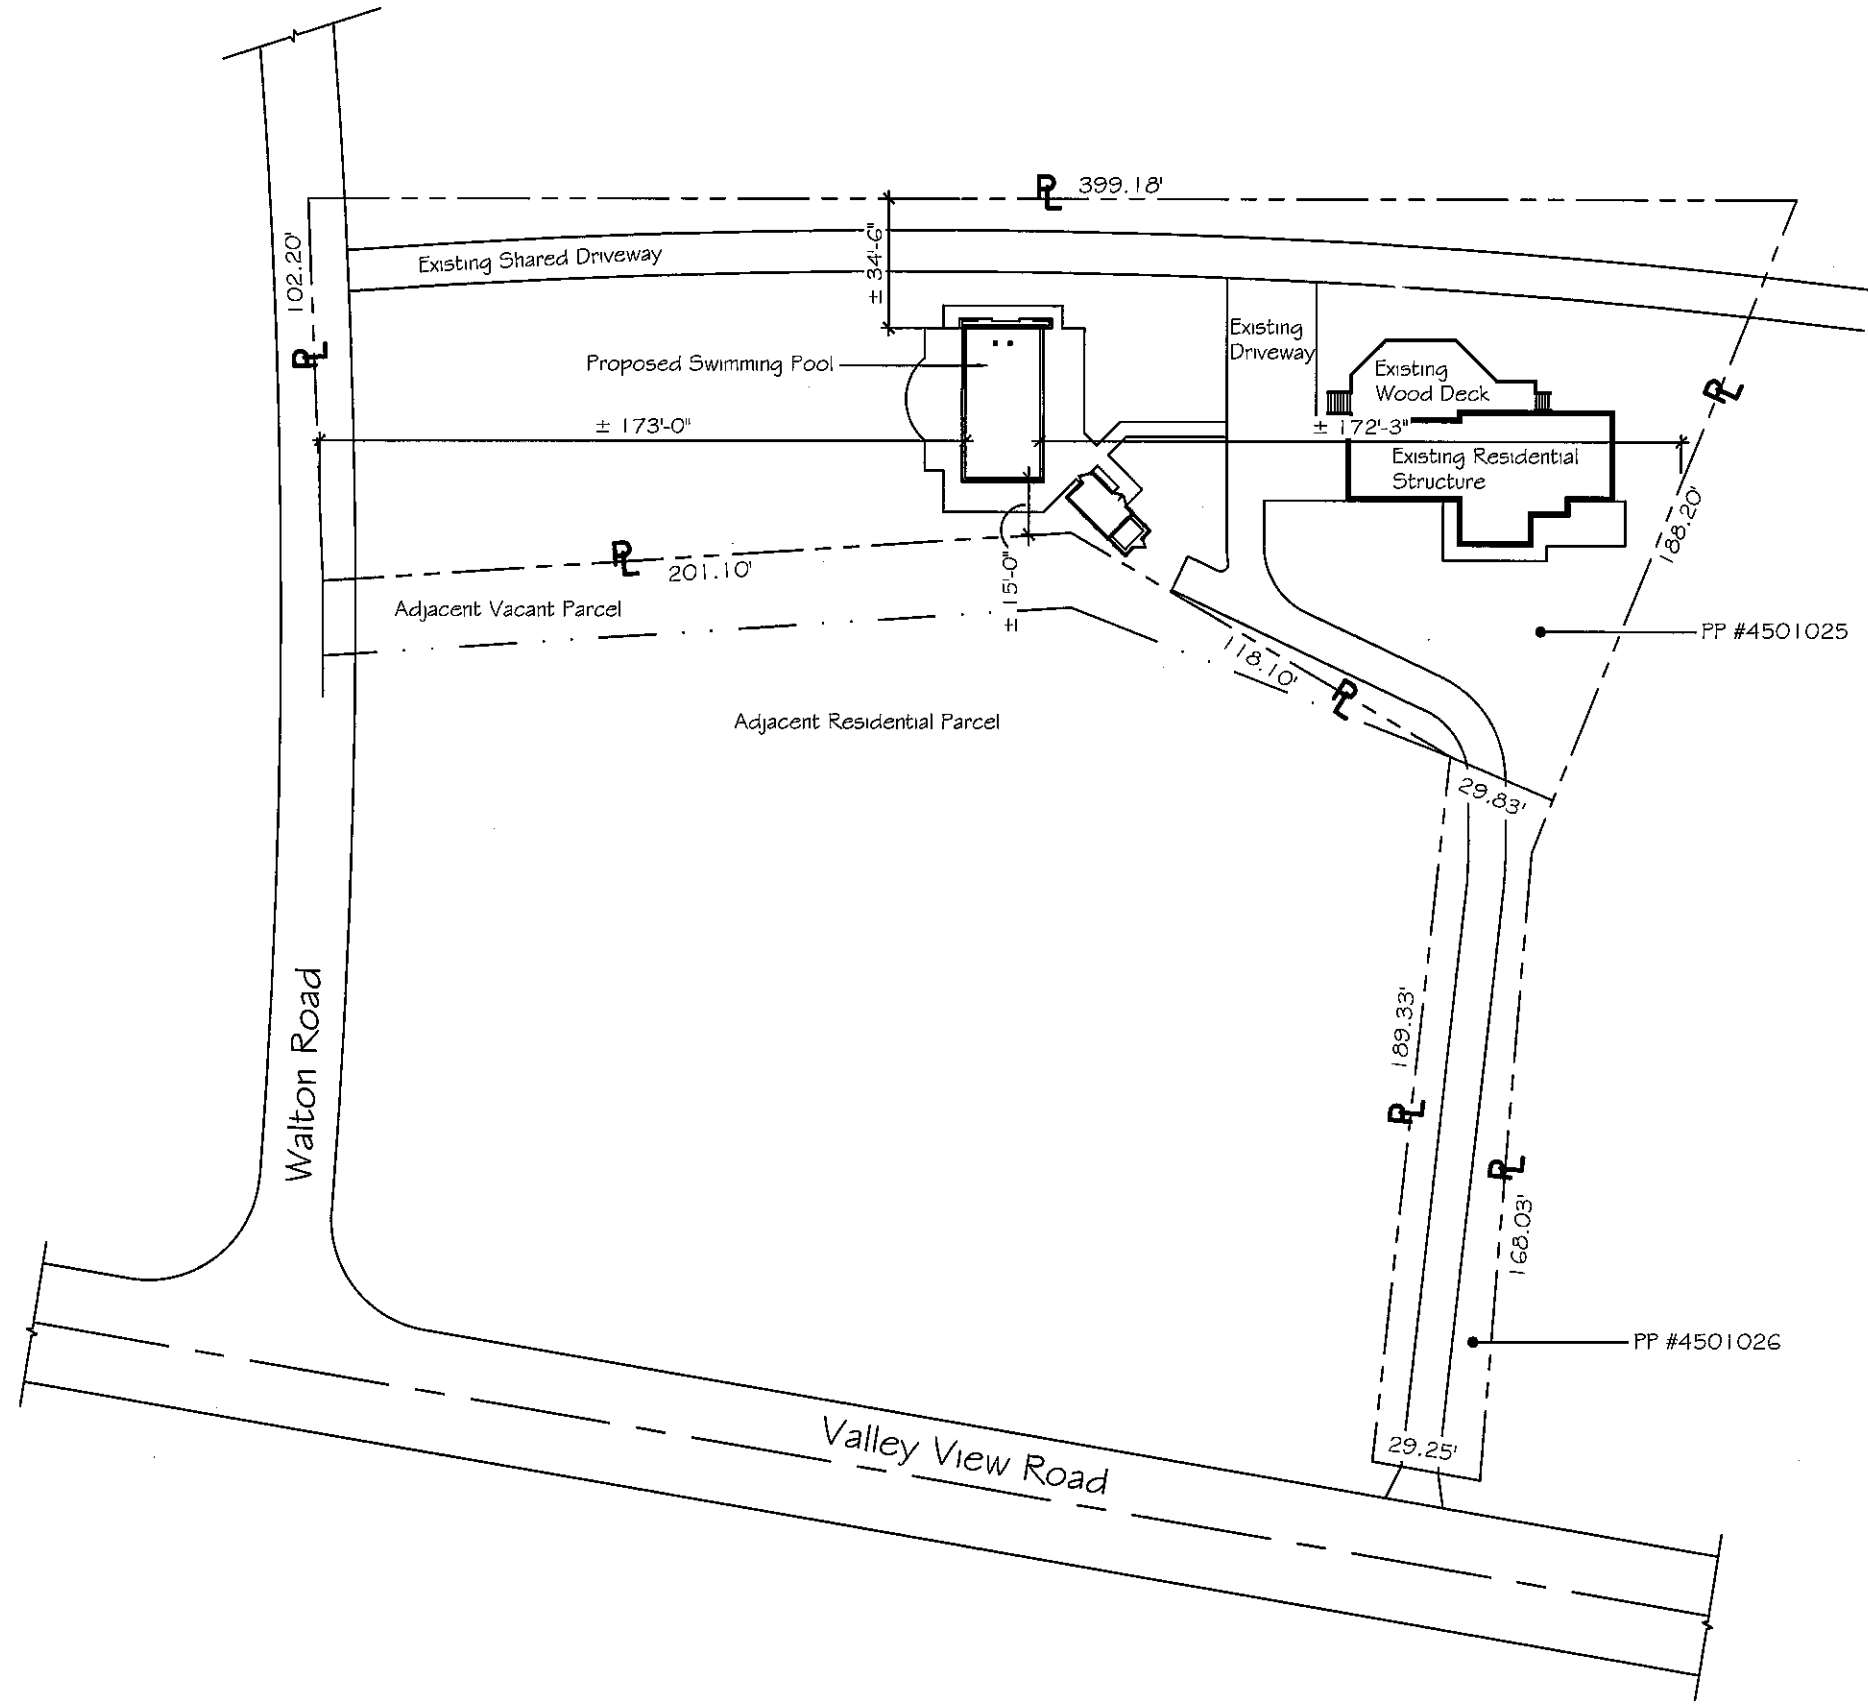 PL 399.18'
102.20'
Existing Shared Driveway
± 34'-6"
PL
Proposed Swimming Pool
Existing
Driveway
Existing
Wood Deck
PL
± 173'-0"
± 172'-3"
Existing Residential
Structure
188.20'
PL
201.10'
± 15'-0"
Adjacent Vacant Parcel
PP #4501025
118.10'
PL
Adjacent Residential Parcel
29.83'
Walton Road
189.33'
PL
PL
168.03'
PP #4501026
Valley View Road
29.25'